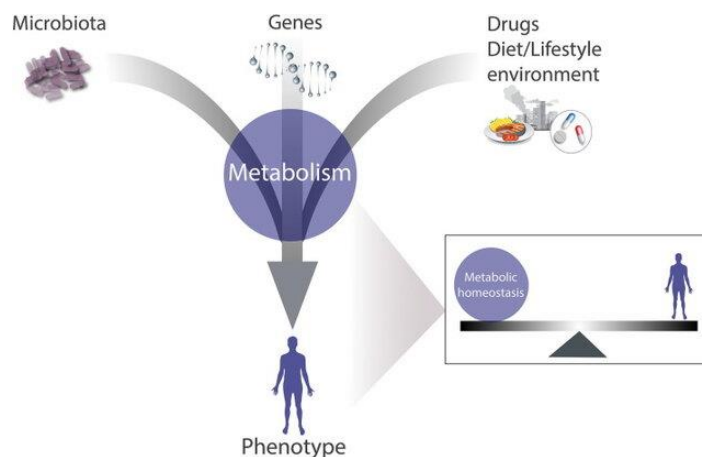 Microbiota
Genes
Drugs
Diet/Lifestyle
environment
Metabolism
Metabolic
homeostasis
Phenotype